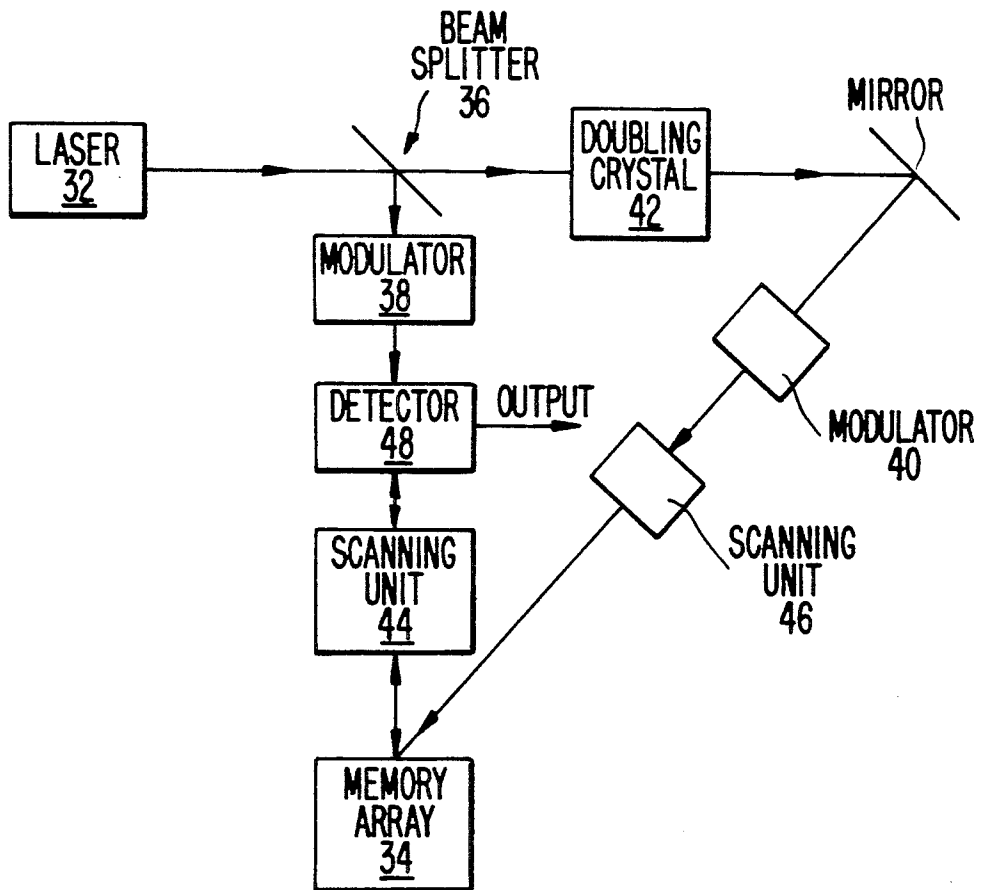 BEAM
SPLITTER
36
MIRROR
LASER
32
DOUBLING
CRYSTAL
42
MODULATOR
38
DETECTOR
48
OUTPUT
MODULATOR
40
SCANNING
UNIT
44
SCANNING
UNIT
46
MEMORY
ARRAY
34